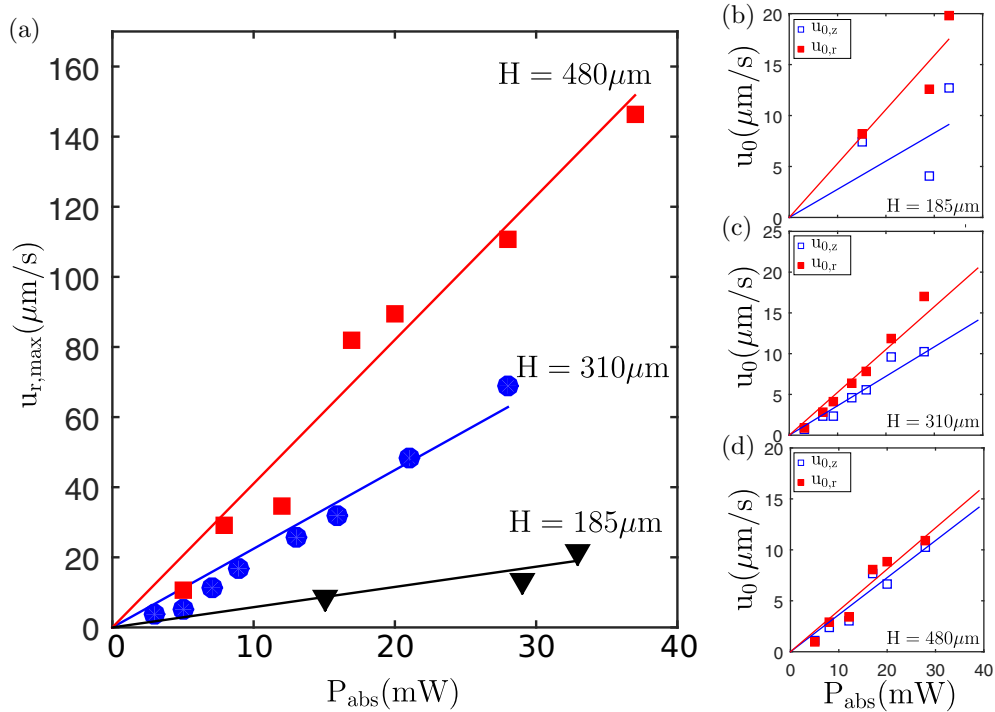 (a)
160
140
120
100
80
60
40
20
0
u_{r,max}(μm/s)
H = 480μm
H = 310μm
H = 185μm
0 10 20 30 40
P_{abs}(mW)
(b)
20
15
10
5
0
u_0(μm/s)
u_{0,z}
u_{0,r}
H = 185μm
(c)
25
20
15
10
5
0
u_0(μm/s)
u_{0,z}
u_{0,r}
H = 310μm
(d)
25
20
15
10
5
0
u_0(μm/s)
u_{0,z}
u_{0,r}
H = 480μm
0 10 20 30 40
P_{abs}(mW)